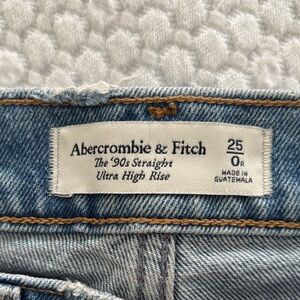 Abercrombie & Fitch
The '90s Straight
Ultra High Rise
25
0R
MADE IN
GUATEMALA